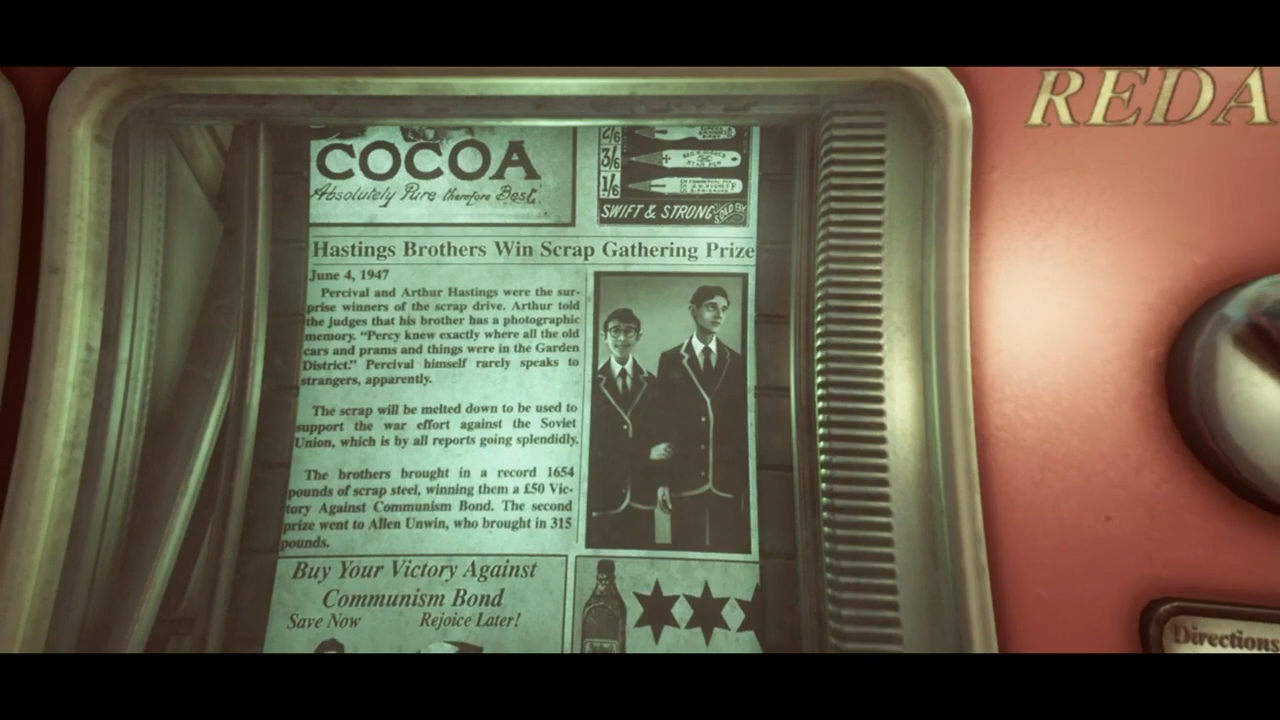 REDA
COCOA
Absolutely Pure therefore Best
2/6
3/6
1/6
SWIFT & STRONG SOLD BY
Hastings Brothers Win Scrap Gathering Prize
June 4, 1947
Percival and Arthur Hastings were the sur-
prise winners of the scrap drive. Arthur told
the judges that his brother has a photographic
memory. “Percy knew exactly where all the old
cars and prams and things were in the Garden
District.” Percival himself rarely speaks to
strangers, apparently.
The scrap will be melted down to be used to
support the war effort against the Soviet
Union, which is by all reports going splendidly.
The brothers brought in a record 1654
pounds of scrap steel, winning them a £50 Vic-
tory Against Communism Bond. The second
prize went to Allen Unwin, who brought in 315
pounds.
Buy Your Victory Against
Communism Bond
Save Now Rejoice Later!
Directions